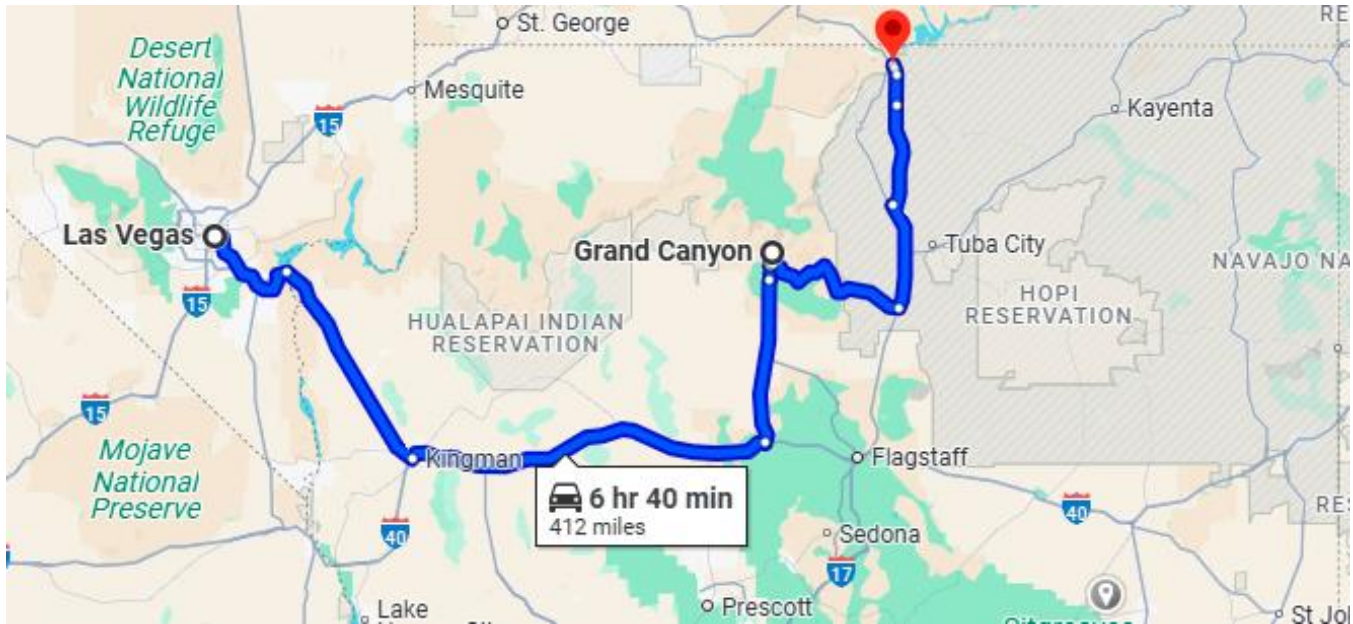 RE
St. George
Desert
National
Wildlife
Refuge
Mesquite
15
Kayenta
Las Vegas
Grand Canyon
Tuba City
NAVAJO NA
15
HOPI
RESERVATION
HUALAPAI INDIAN
RESERVATION
15
Mojave
National
Preserve
Kingman
Flagstaff
6 hr 40 min
412 miles
40
40
RES
Sedona
17
Lake
Prescott
St Jo